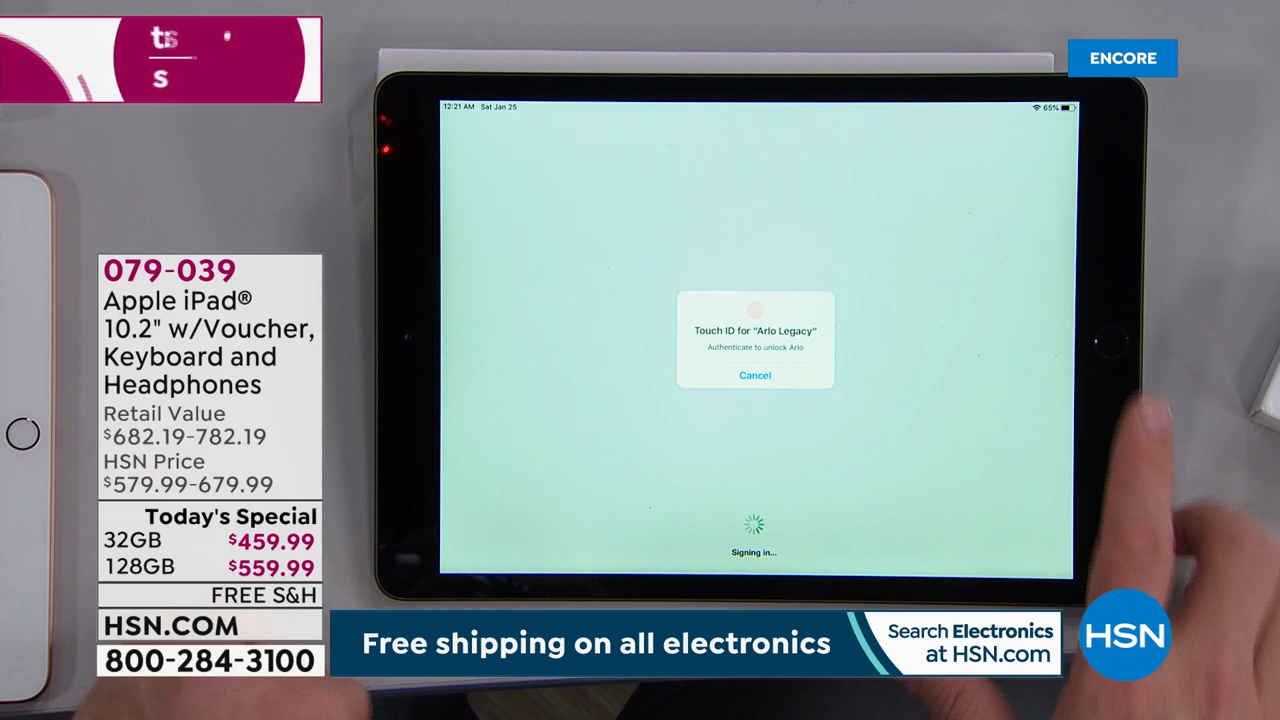 ENCORE
12:21 AM Sat Jan 25
65%
Touch ID for "Arlo Legacy"
Authenticate to unlock Arlo
Cancel
Signing in...
079-039
Apple iPad®
10.2" w/Voucher,
Keyboard and
Headphones
Retail Value
$682.19-782.19
HSN Price
$579.99-679.99
Today's Special
32GB $459.99
128GB $559.99
FREE S&H
HSN.COM
800-284-3100
Free shipping on all electronics
Search Electronics
at HSN.com
HSN